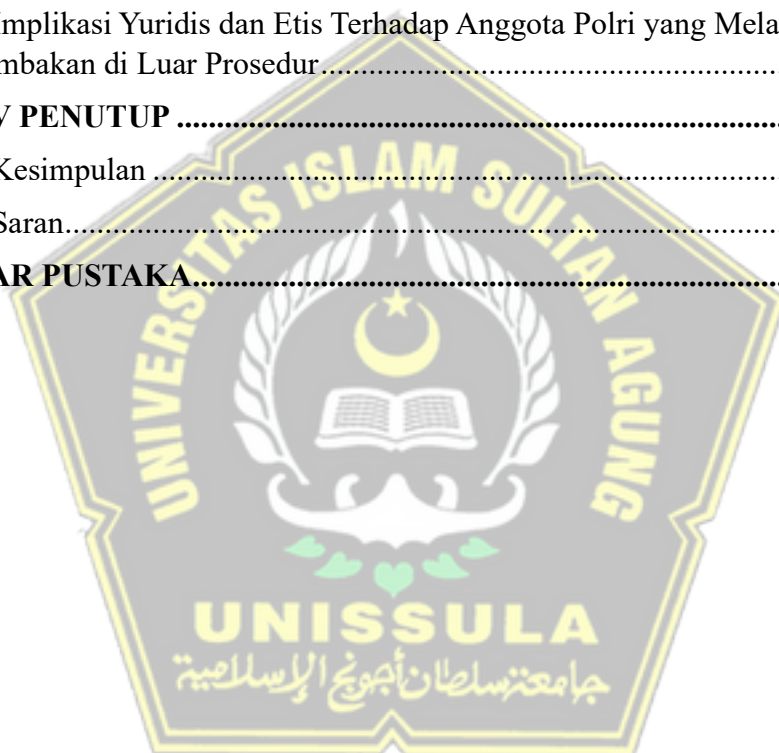 Implikasi Yuridis dan Etis Terhadap Anggota Polri yang Mela
mbakan di Luar Prosedur
V PENUTUP
Kesimpulan
Saran
AR PUSTAKA
UNIVERSITAS ISLAM SULTAN AGUNG
UNISSULA
جامعة سلطان أجونج الإسلامية